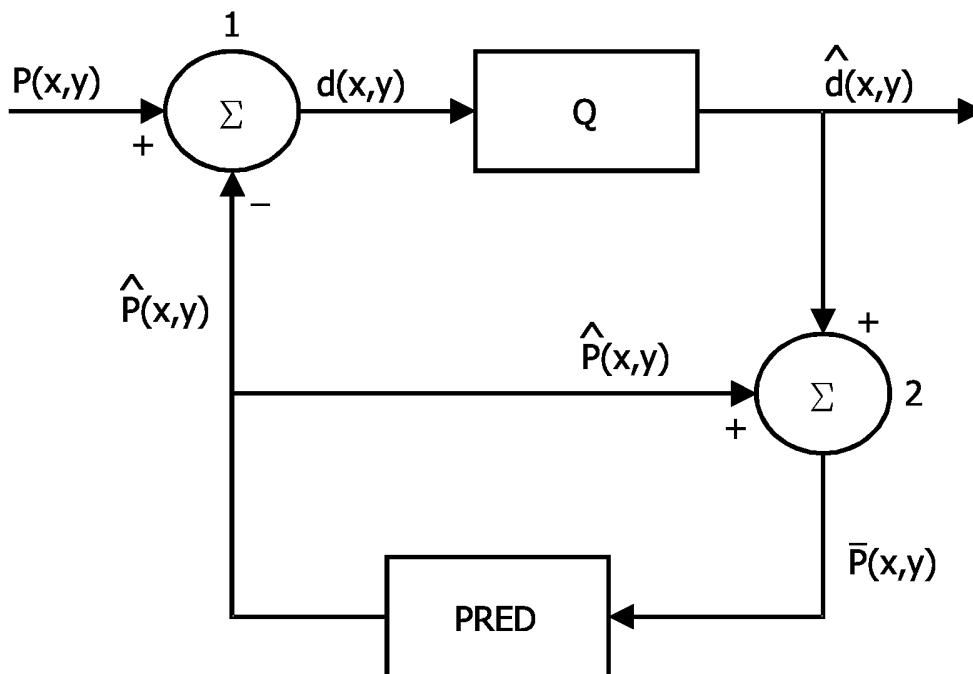 1
P(x,y)
+
Σ
−
d(x,y)
Q
d̂(x,y)
P̂(x,y)
P̂(x,y)
+
+
Σ
2
P̄(x,y)
PRED